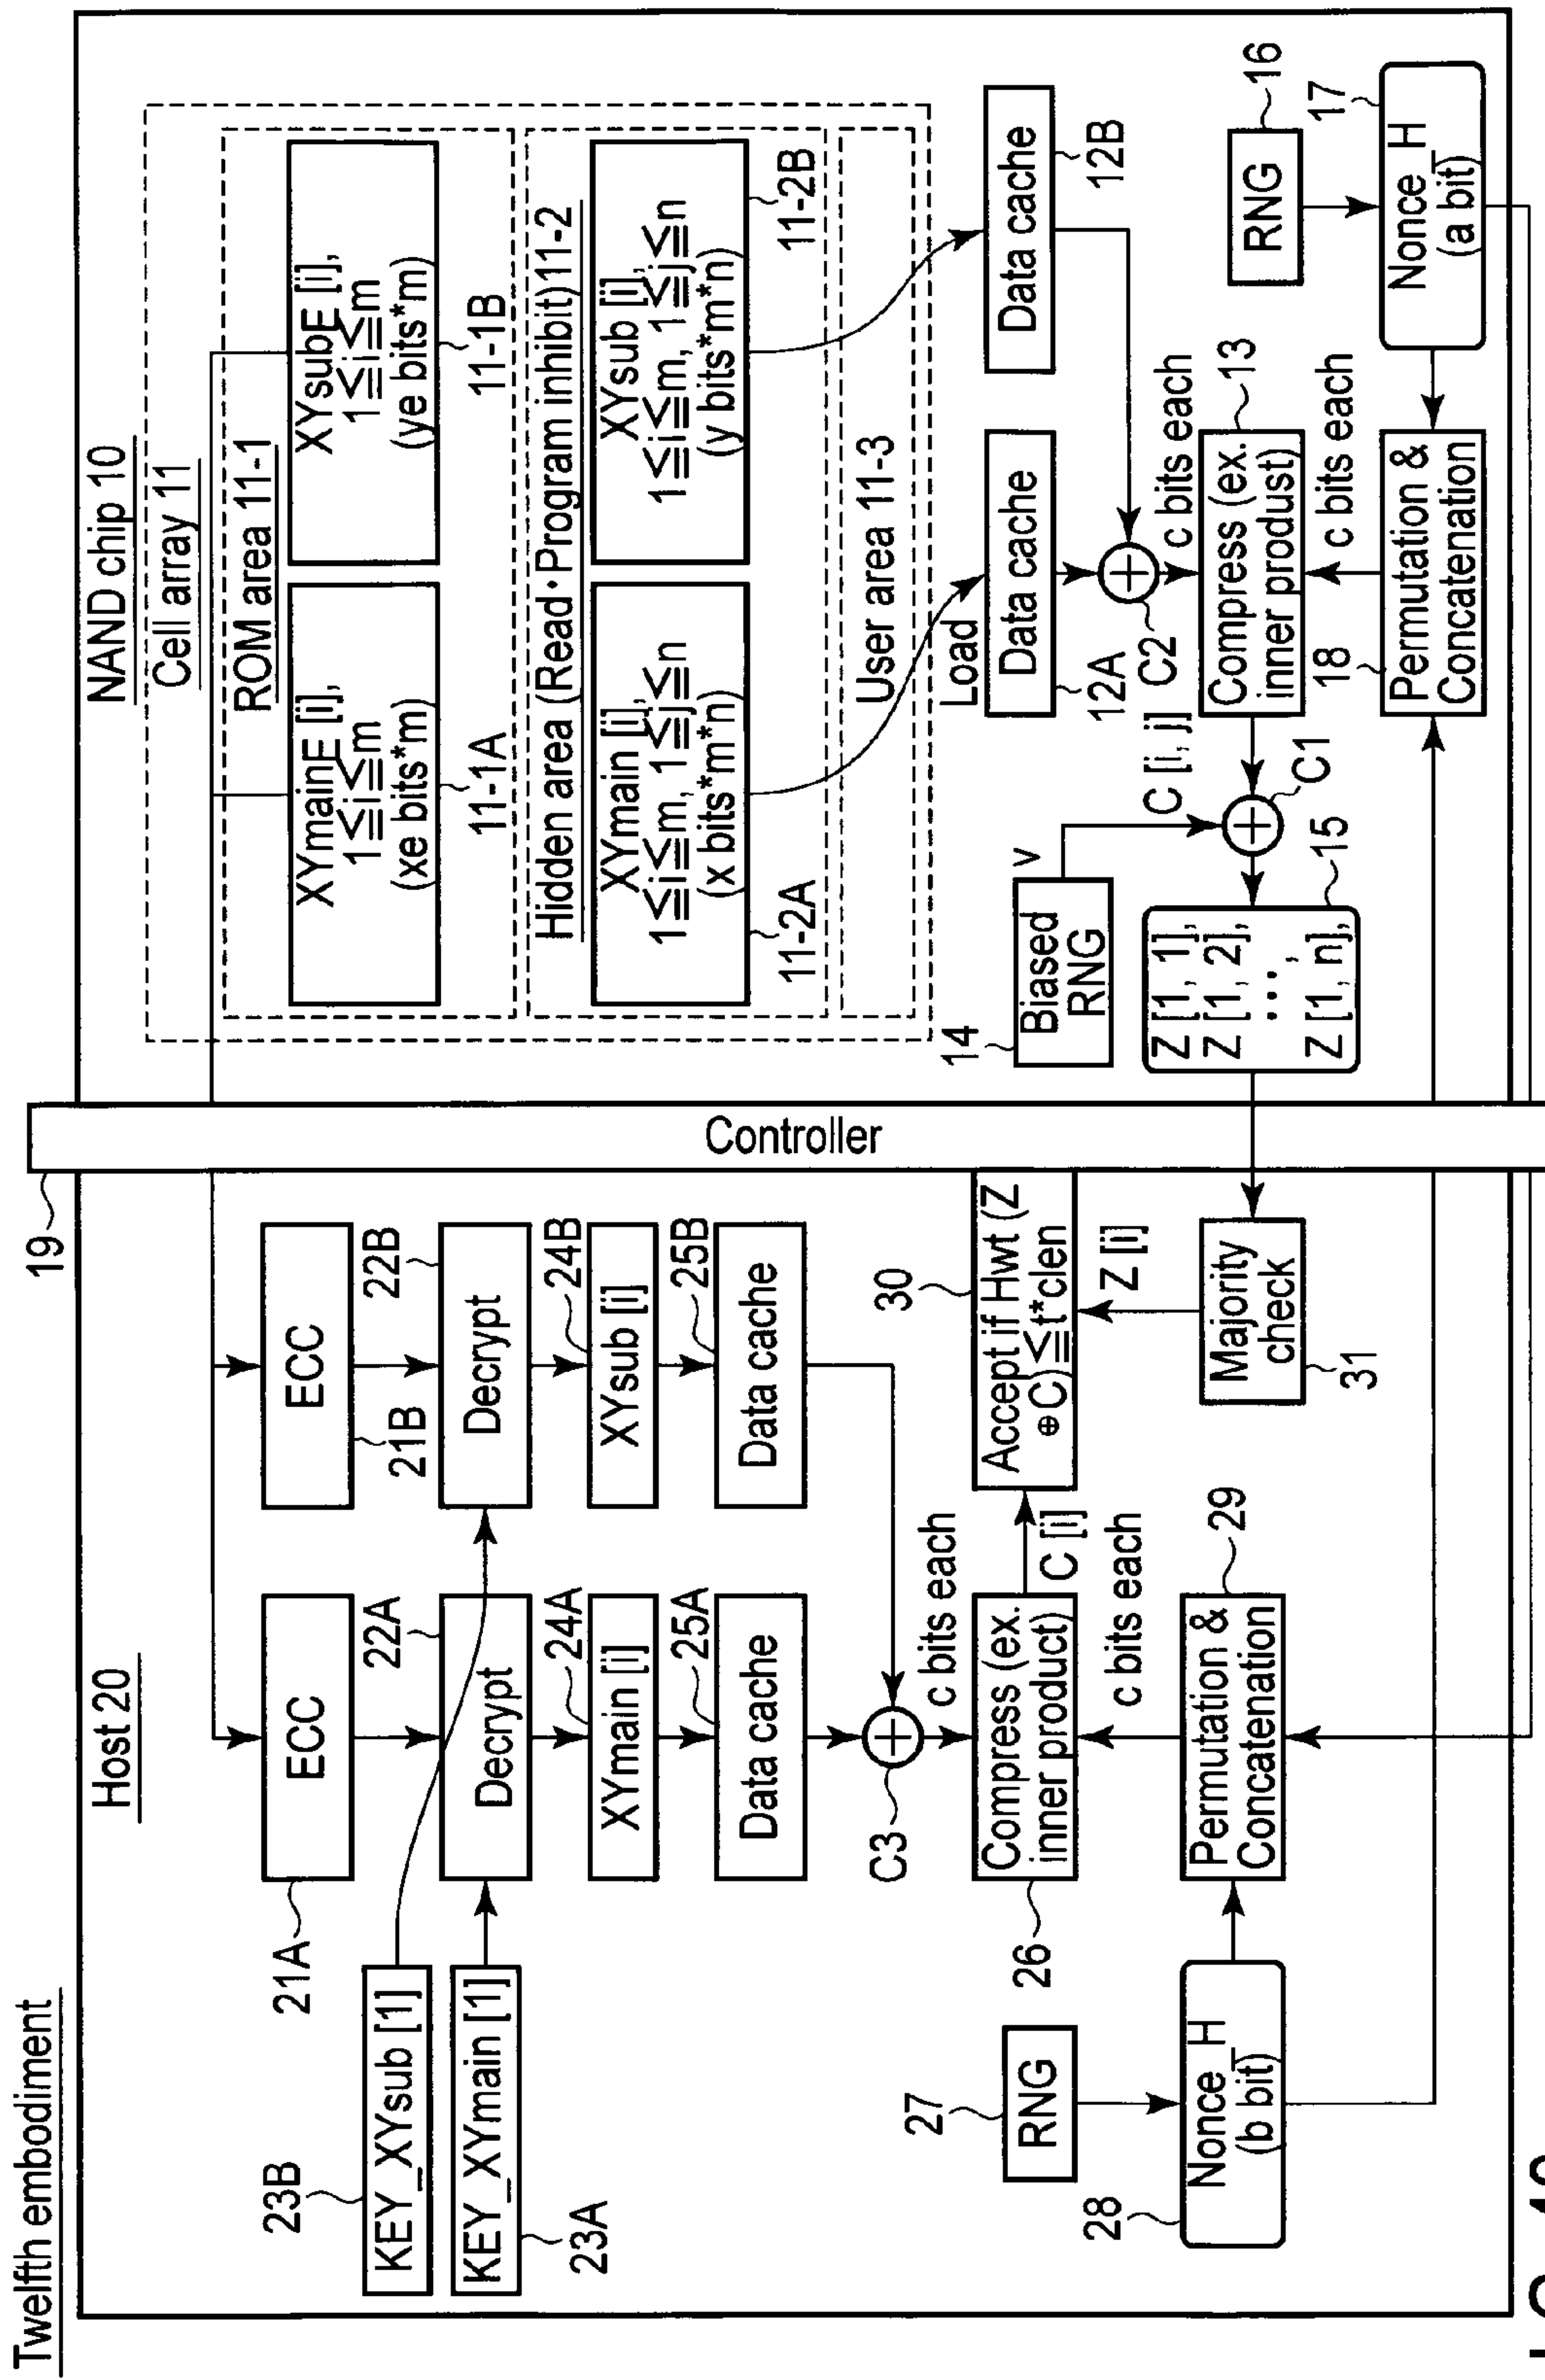 Twelfth embodiment
Host 20
23B
KEY_XYsub [1]
KEY_XYmain [1]
23A
21A
ECC
22A
Decrypt
24A
XYmain [i]
25A
Data cache
21B
ECC
22B
Decrypt
24B
XYsub [i]
25B
Data cache
C3
c bits each
26
Compress (ex.
inner product)
C [i]
c bits each
29
Permutation &
Concatenation
27
RNG
28
Nonce_H
(b bit)
30
Accept if Hwt (Z
⊕C)≦t*clen
Z [i]
Majority
check
31
19
Controller
NAND chip 10
Cell array 11
ROM area 11-1
XYmainE [i],
1≦i≦m
(xe bits*m)
11-1A
XYsubE [i],
1≦i≦m
(ye bits*m)
11-1B
Hidden area (Read·Program inhibit)11-2
XYmain [i],
1≦i≦m, 1≦j≦n
(x bits*m*n)
11-2A
XYsub [i],
1≦i≦m, 1≦j≦n
(y bits*m*n)
11-2B
User area 11-3
Load
Data cache
12A
Data cache
12B
C2
c bits each
14
Biased
RNG
v
C [i, j]
C1
Compress (ex.
inner produst)
13
Z [1, 1],
Z [1, 2],
...,
Z [1, n],
15
18
c bits each
Permutation &
Concatenation
RNG
16
17
Nonce_H
(a bit)